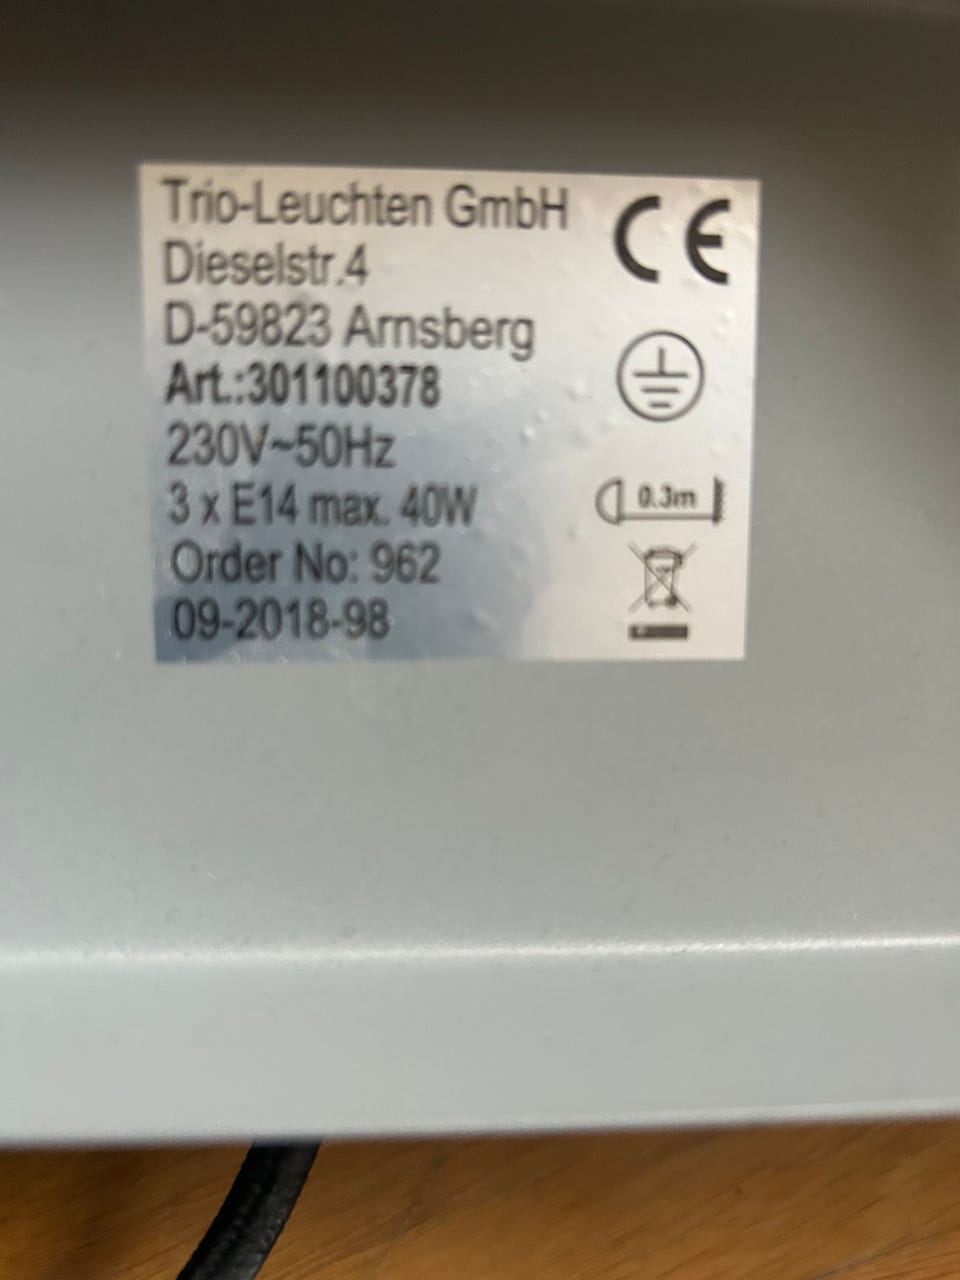 Trio-Leuchten GmbH
Dieselstr.4
D-59823 Arnsberg
Art.:301100378
230V~50Hz
3 x E14 max. 40W
Order No: 962
09-2018-98
CE
0.3m